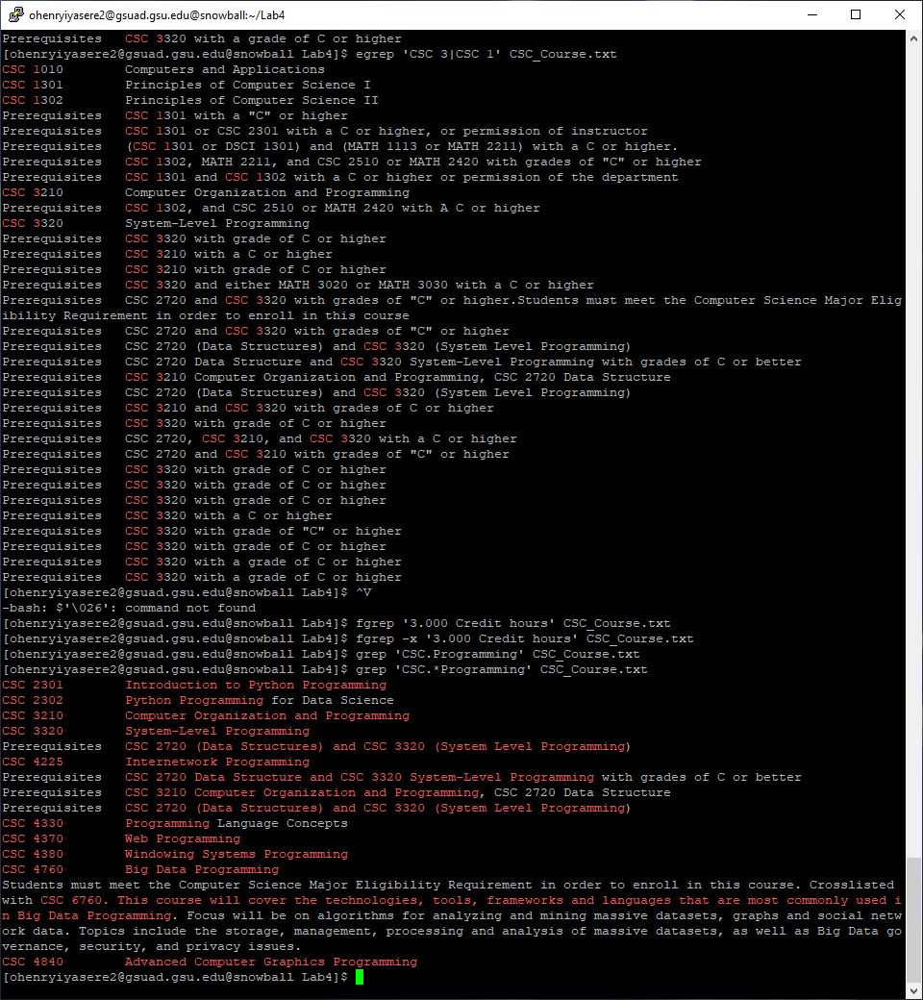 ohenryiyasere2@gsuad.gsu.edu@snowball:~/Lab4
Prerequisites   CSC 3320 with a grade of C or higher
[ohenryiyasere2@gsuad.gsu.edu@snowball Lab4]$ egrep 'CSC 3|CSC 1' CSC_Course.txt
CSC 1010        Computers and Applications
CSC 1301        Principles of Computer Science I
CSC 1302        Principles of Computer Science II
Prerequisites   CSC 1301 with a "C" or higher
Prerequisites   CSC 1301 or CSC 2301 with a C or higher, or permission of instructor
Prerequisites   (CSC 1301 or DSCI 1301) and (MATH 1113 or MATH 2211) with a C or higher.
Prerequisites   CSC 1302, MATH 2211, and CSC 2510 or MATH 2420 with grades of "C" or higher
Prerequisites   CSC 1301 and CSC 1302 with a C or higher or permission of the department
CSC 3210        Computer Organization and Programming
Prerequisites   CSC 1302, and CSC 2510 or MATH 2420 with A C or higher
CSC 3320        System-Level Programming
Prerequisites   CSC 3320 with grade of C or higher
Prerequisites   CSC 3210 with a C or higher
Prerequisites   CSC 3210 with grade of C or higher
Prerequisites   CSC 3320 and either MATH 3020 or MATH 3030 with a C or higher
Prerequisites   CSC 2720 and CSC 3320 with grades of "C" or higher.Students must meet the Computer Science Major Elig
ibility Requirement in order to enroll in this course
Prerequisites   CSC 2720 and CSC 3320 with grades of "C" or higher
Prerequisites   CSC 2720 (Data Structures) and CSC 3320 (System Level Programming)
Prerequisites   CSC 2720 Data Structure and CSC 3320 System-Level Programming with grades of C or better
Prerequisites   CSC 3210 Computer Organization and Programming, CSC 2720 Data Structure
Prerequisites   CSC 2720 (Data Structures) and CSC 3320 (System Level Programming)
Prerequisites   CSC 3210 and CSC 3320 with grades of C or higher
Prerequisites   CSC 3320 with grade of C or higher
Prerequisites   CSC 2720, CSC 3210, and CSC 3320 with a C or higher
Prerequisites   CSC 2720 and CSC 3210 with grades of "C" or higher
Prerequisites   CSC 3320 with grade of C or higher
Prerequisites   CSC 3320 with grade of C or higher
Prerequisites   CSC 3320 with grade of C or higher
Prerequisites   CSC 3320 with a C or higher
Prerequisites   CSC 3320 with grade of "C" or higher
Prerequisites   CSC 3320 with grade of C or higher
Prerequisites   CSC 3320 with a grade of C or higher
Prerequisites   CSC 3320 with a grade of C or higher
[ohenryiyasere2@gsuad.gsu.edu@snowball Lab4]$ ^V
-bash: $'\026': command not found
[ohenryiyasere2@gsuad.gsu.edu@snowball Lab4]$ fgrep '3.000 Credit hours' CSC_Course.txt
[ohenryiyasere2@gsuad.gsu.edu@snowball Lab4]$ fgrep -x '3.000 Credit hours' CSC_Course.txt
[ohenryiyasere2@gsuad.gsu.edu@snowball Lab4]$ grep 'CSC.Programming' CSC_Course.txt
[ohenryiyasere2@gsuad.gsu.edu@snowball Lab4]$ grep 'CSC.*Programming' CSC_Course.txt
CSC 2301        Introduction to Python Programming
CSC 2302        Python Programming for Data Science
CSC 3210        Computer Organization and Programming
CSC 3320        System-Level Programming
Prerequisites   CSC 2720 (Data Structures) and CSC 3320 (System Level Programming)
CSC 4225        Internetwork Programming
Prerequisites   CSC 2720 Data Structure and CSC 3320 System-Level Programming with grades of C or better
Prerequisites   CSC 3210 Computer Organization and Programming, CSC 2720 Data Structure
Prerequisites   CSC 2720 (Data Structures) and CSC 3320 (System Level Programming)
CSC 4330        Programming Language Concepts
CSC 4370        Web Programming
CSC 4380        Windowing Systems Programming
CSC 4760        Big Data Programming
Students must meet the Computer Science Major Eligibility Requirement in order to enroll in this course. Crosslisted
with CSC 6760. This course will cover the technologies, tools, frameworks and languages that are most commonly used i
n Big Data Programming. Focus will be on algorithms for analyzing and mining massive datasets, graphs and social netw
ork data. Topics include the storage, management, processing and analysis of massive datasets, as well as Big Data go
vernance, security, and privacy issues.
CSC 4840        Advanced Computer Graphics Programming
[ohenryiyasere2@gsuad.gsu.edu@snowball Lab4]$